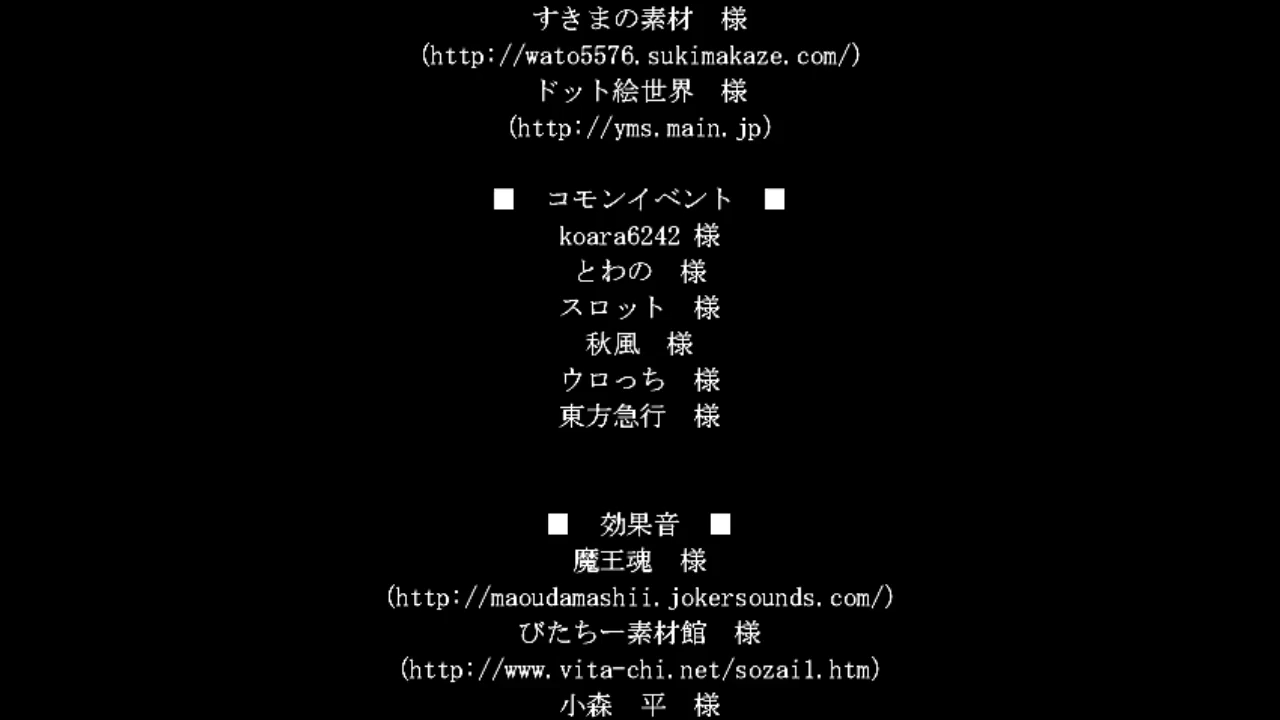 すきまの素材　様
(http://wato5576.sukimakaze.com/)
ドット絵世界　様
(http://yms.main.jp)
■　コモンイベント　■
koara6242 様
とわの　様
スロット　様
秋風　様
ウロっち　様
東方急行　様
■　効果音　■
魔王魂　様
(http://maoudamashii.jokersounds.com/)
びたちー素材館　様
(http://www.vita-chi.net/sozai1.htm)
小森　平　様